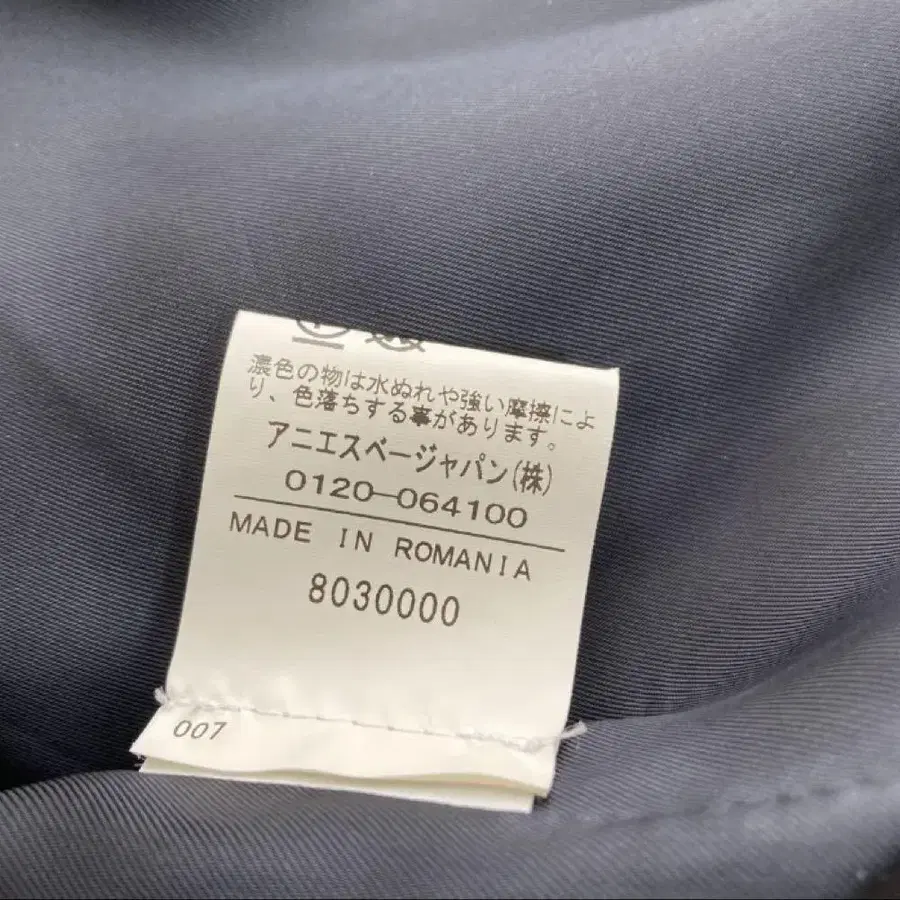 濃色の物は水ぬれや強い摩擦によ
り、色落ちする事があります。
アニエスベージャパン(株)
0120-064100
MADE IN ROMANIA
8030000
007